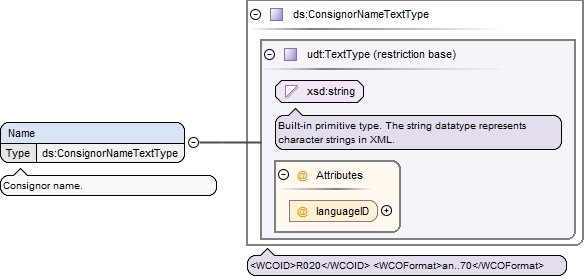 ds:ConsignorNameTextType
udt:TextType (restriction base)
xsd:string
Built-in primitive type. The string datatype represents
character strings in XML.
Name
Type ds:ConsignorNameTextType
Consignor name.
@ Attributes
@ languageID
<WCOID>R020</WCOID> <WCOFormat>an..70</WCOFormat>